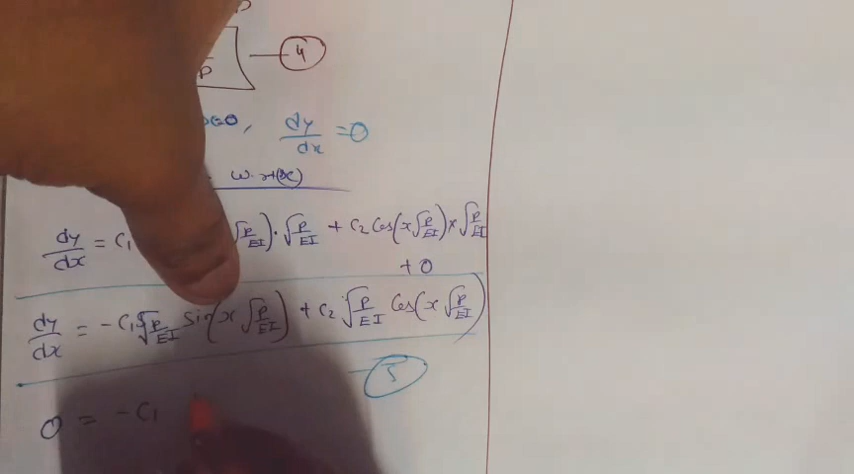 P
4
x=0, dy/dx = 0
w.r.t(x)
dy/dx = C₁ √P/EI)·√P/EI + C₂ Cos(x√P/EI)×√P/EI
+ 0
dy/dx = -C₁√P/EI Sin(x√P/EI) + C₂√P/EI Cos(x√P/EI)
5
0 = -C₁